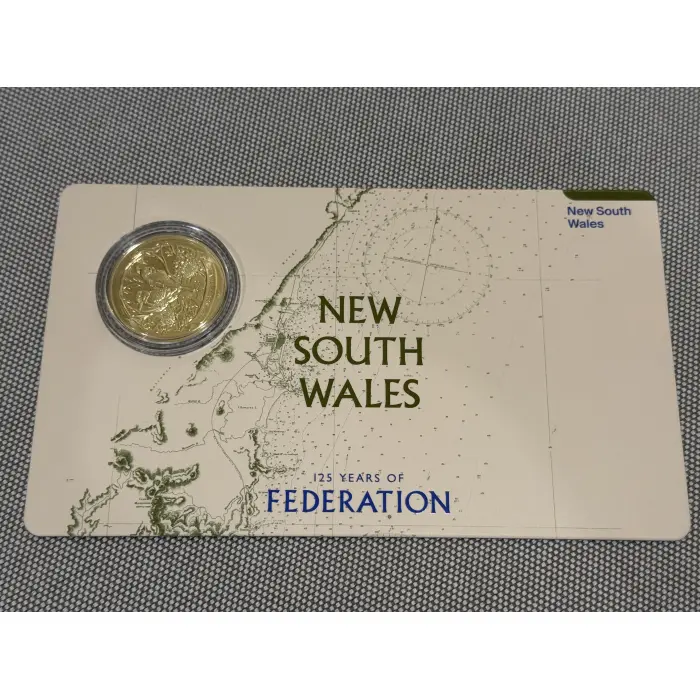 New South
Wales
NEW
SOUTH
WALES
125 YEARS OF
FEDERATION